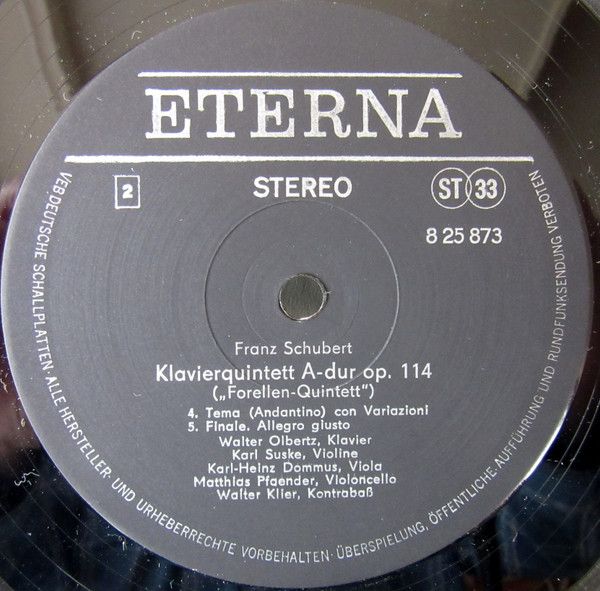 ETERNA
2
STEREO
ST 33
8 25 873
Franz Schubert
Klavierquintett A-dur op. 114
(„Forellen-Quintett“)
4. Tema (Andantino) con Variazioni
5. Finale. Allegro giusto
Walter Olbertz, Klavier
Karl Suske, Violine
Karl-Heinz Dommus, Viola
Matthias Pfaender, Violoncello
Walter Klier, Kontrabaß
VEB DEUTSCHE SCHALLPLATTEN · ALLE HERSTELLER- UND URHEBERRECHTE VORBEHALTEN · ÜBERSPIELUNG, ÖFFENTLICHE AUFFÜHRUNG UND RUNDFUNKSENDUNG VERBOTEN